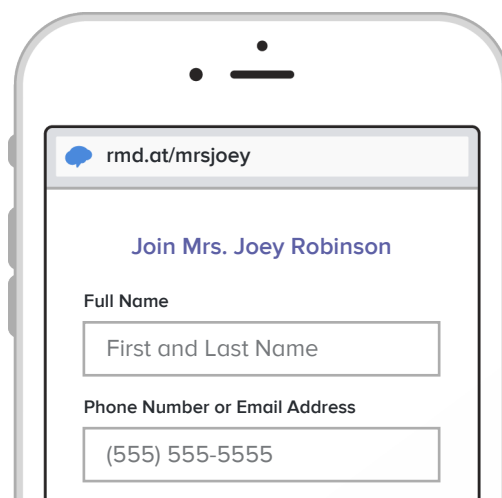 rmd.at/mrsjoey
Join Mrs. Joey Robinson
Full Name
First and Last Name
Phone Number or Email Address
(555) 555-5555